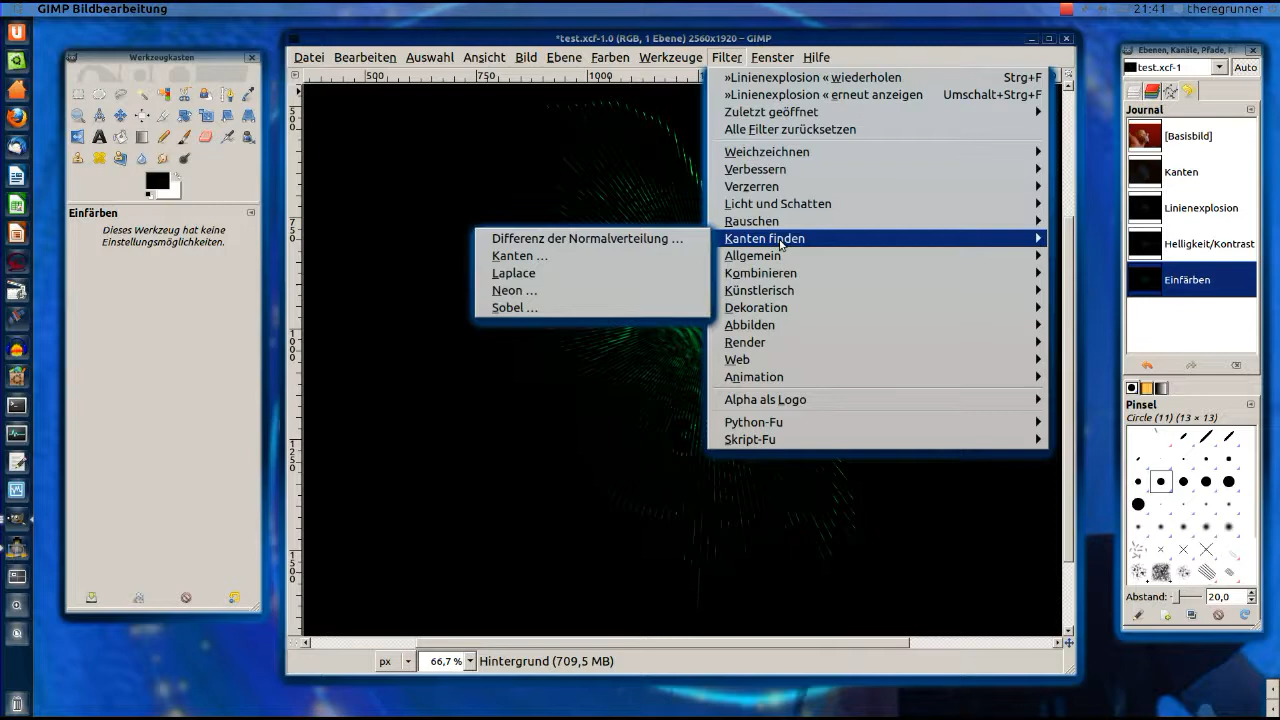 GIMP Bildbearbeitung
21:41
theregrunner
Werkzeugkasten
Einfärben
Dieses Werkzeug hat keine
Einstellungsmöglichkeiten.
*test.xcf-1.0 (RGB, 1 Ebene) 2560x1920 – GIMP
Datei Bearbeiten Auswahl Ansicht Bild Ebene Farben Werkzeuge Filter Fenster Hilfe
500 750 1000
»Linienexplosion « wiederholen Strg+F
»Linienexplosion « erneut anzeigen Umschalt+Strg+F
Zuletzt geöffnet
Alle Filter zurücksetzen
Weichzeichnen
Verbessern
Verzerren
Licht und Schatten
Rauschen
Kanten finden
Allgemein
Kombinieren
Künstlerisch
Dekoration
Abbilden
Render
Web
Animation
Alpha als Logo
Python-Fu
Skript-Fu
Differenz der Normalverteilung ...
Kanten ...
Laplace
Neon ...
Sobel ...
500
750
1000
1250
1500
px 66,7 % Hintergrund (709,5 MB)
Ebenen, Kanäle, Pfade, R
test.xcf-1 Auto
Journal
[Basisbild]
Kanten
Linienexplosion
Helligkeit/Kontrast
Einfärben
Pinsel
Circle (11) (13 × 13)
Abstand: 20,0